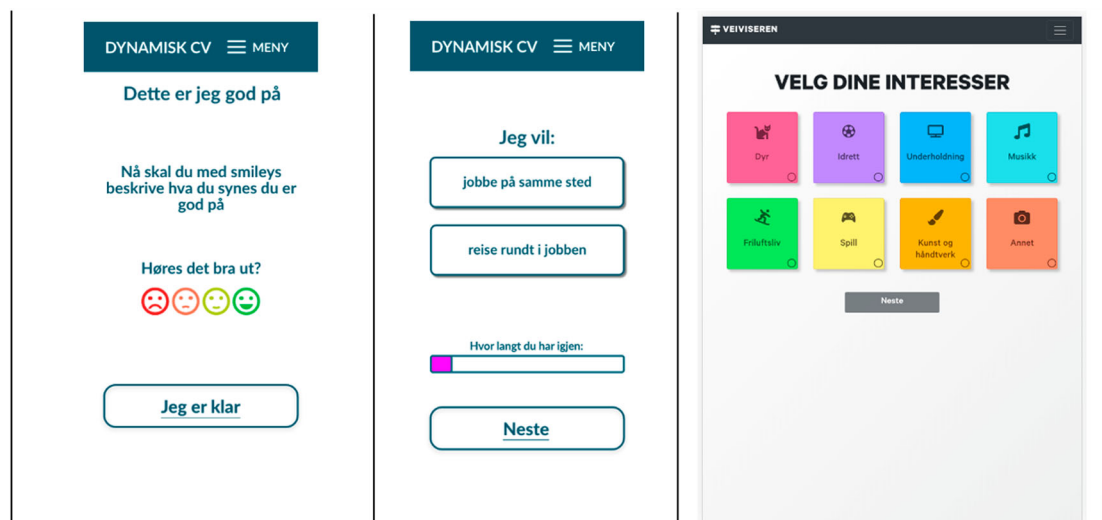 DYNAMISK CV MENY
Dette er jeg god på
Nå skal du med smileys
beskrive hva du synes du er
god på
Høres det bra ut?
Jeg er klar
DYNAMISK CV MENY
Jeg vil:
jobbe på samme sted
reise rundt i jobben
Hvor langt du har igjen:
Neste
VEIVISEREN
VELG DINE INTERESSER
Dyr
Idrett
Underholdning
Musikk
Friluftsliv
Spill
Kunst og
håndtverk
Annet
Neste